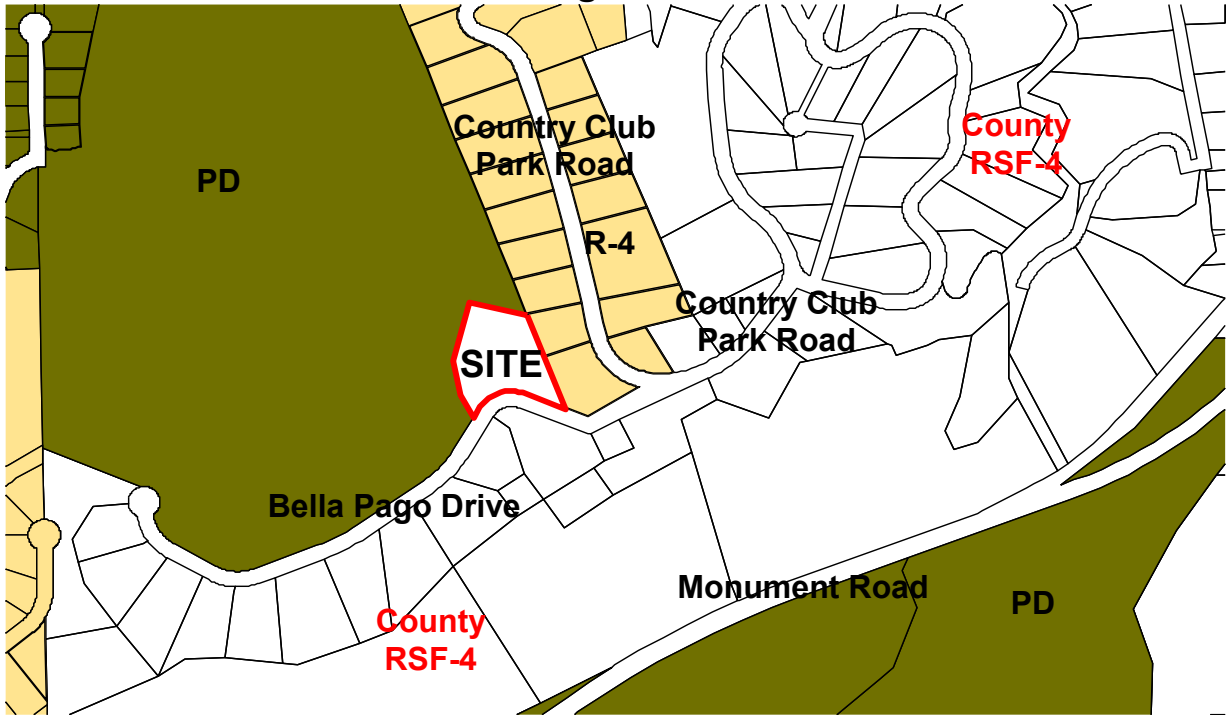 Country Club
Park Road
County
RSF-4
PD
R-4
Country Club
Park Road
SITE
Bella Pago Drive
Monument Road
PD
County
RSF-4